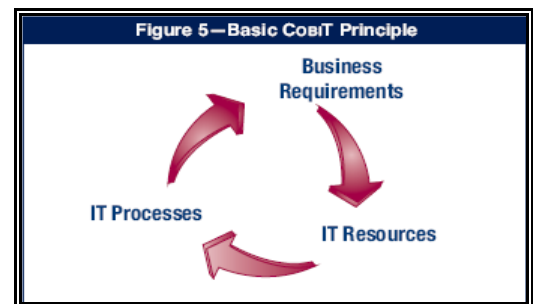 Figure 5—Basic COBIT Principle
Business
Requirements
IT Processes
IT Resources